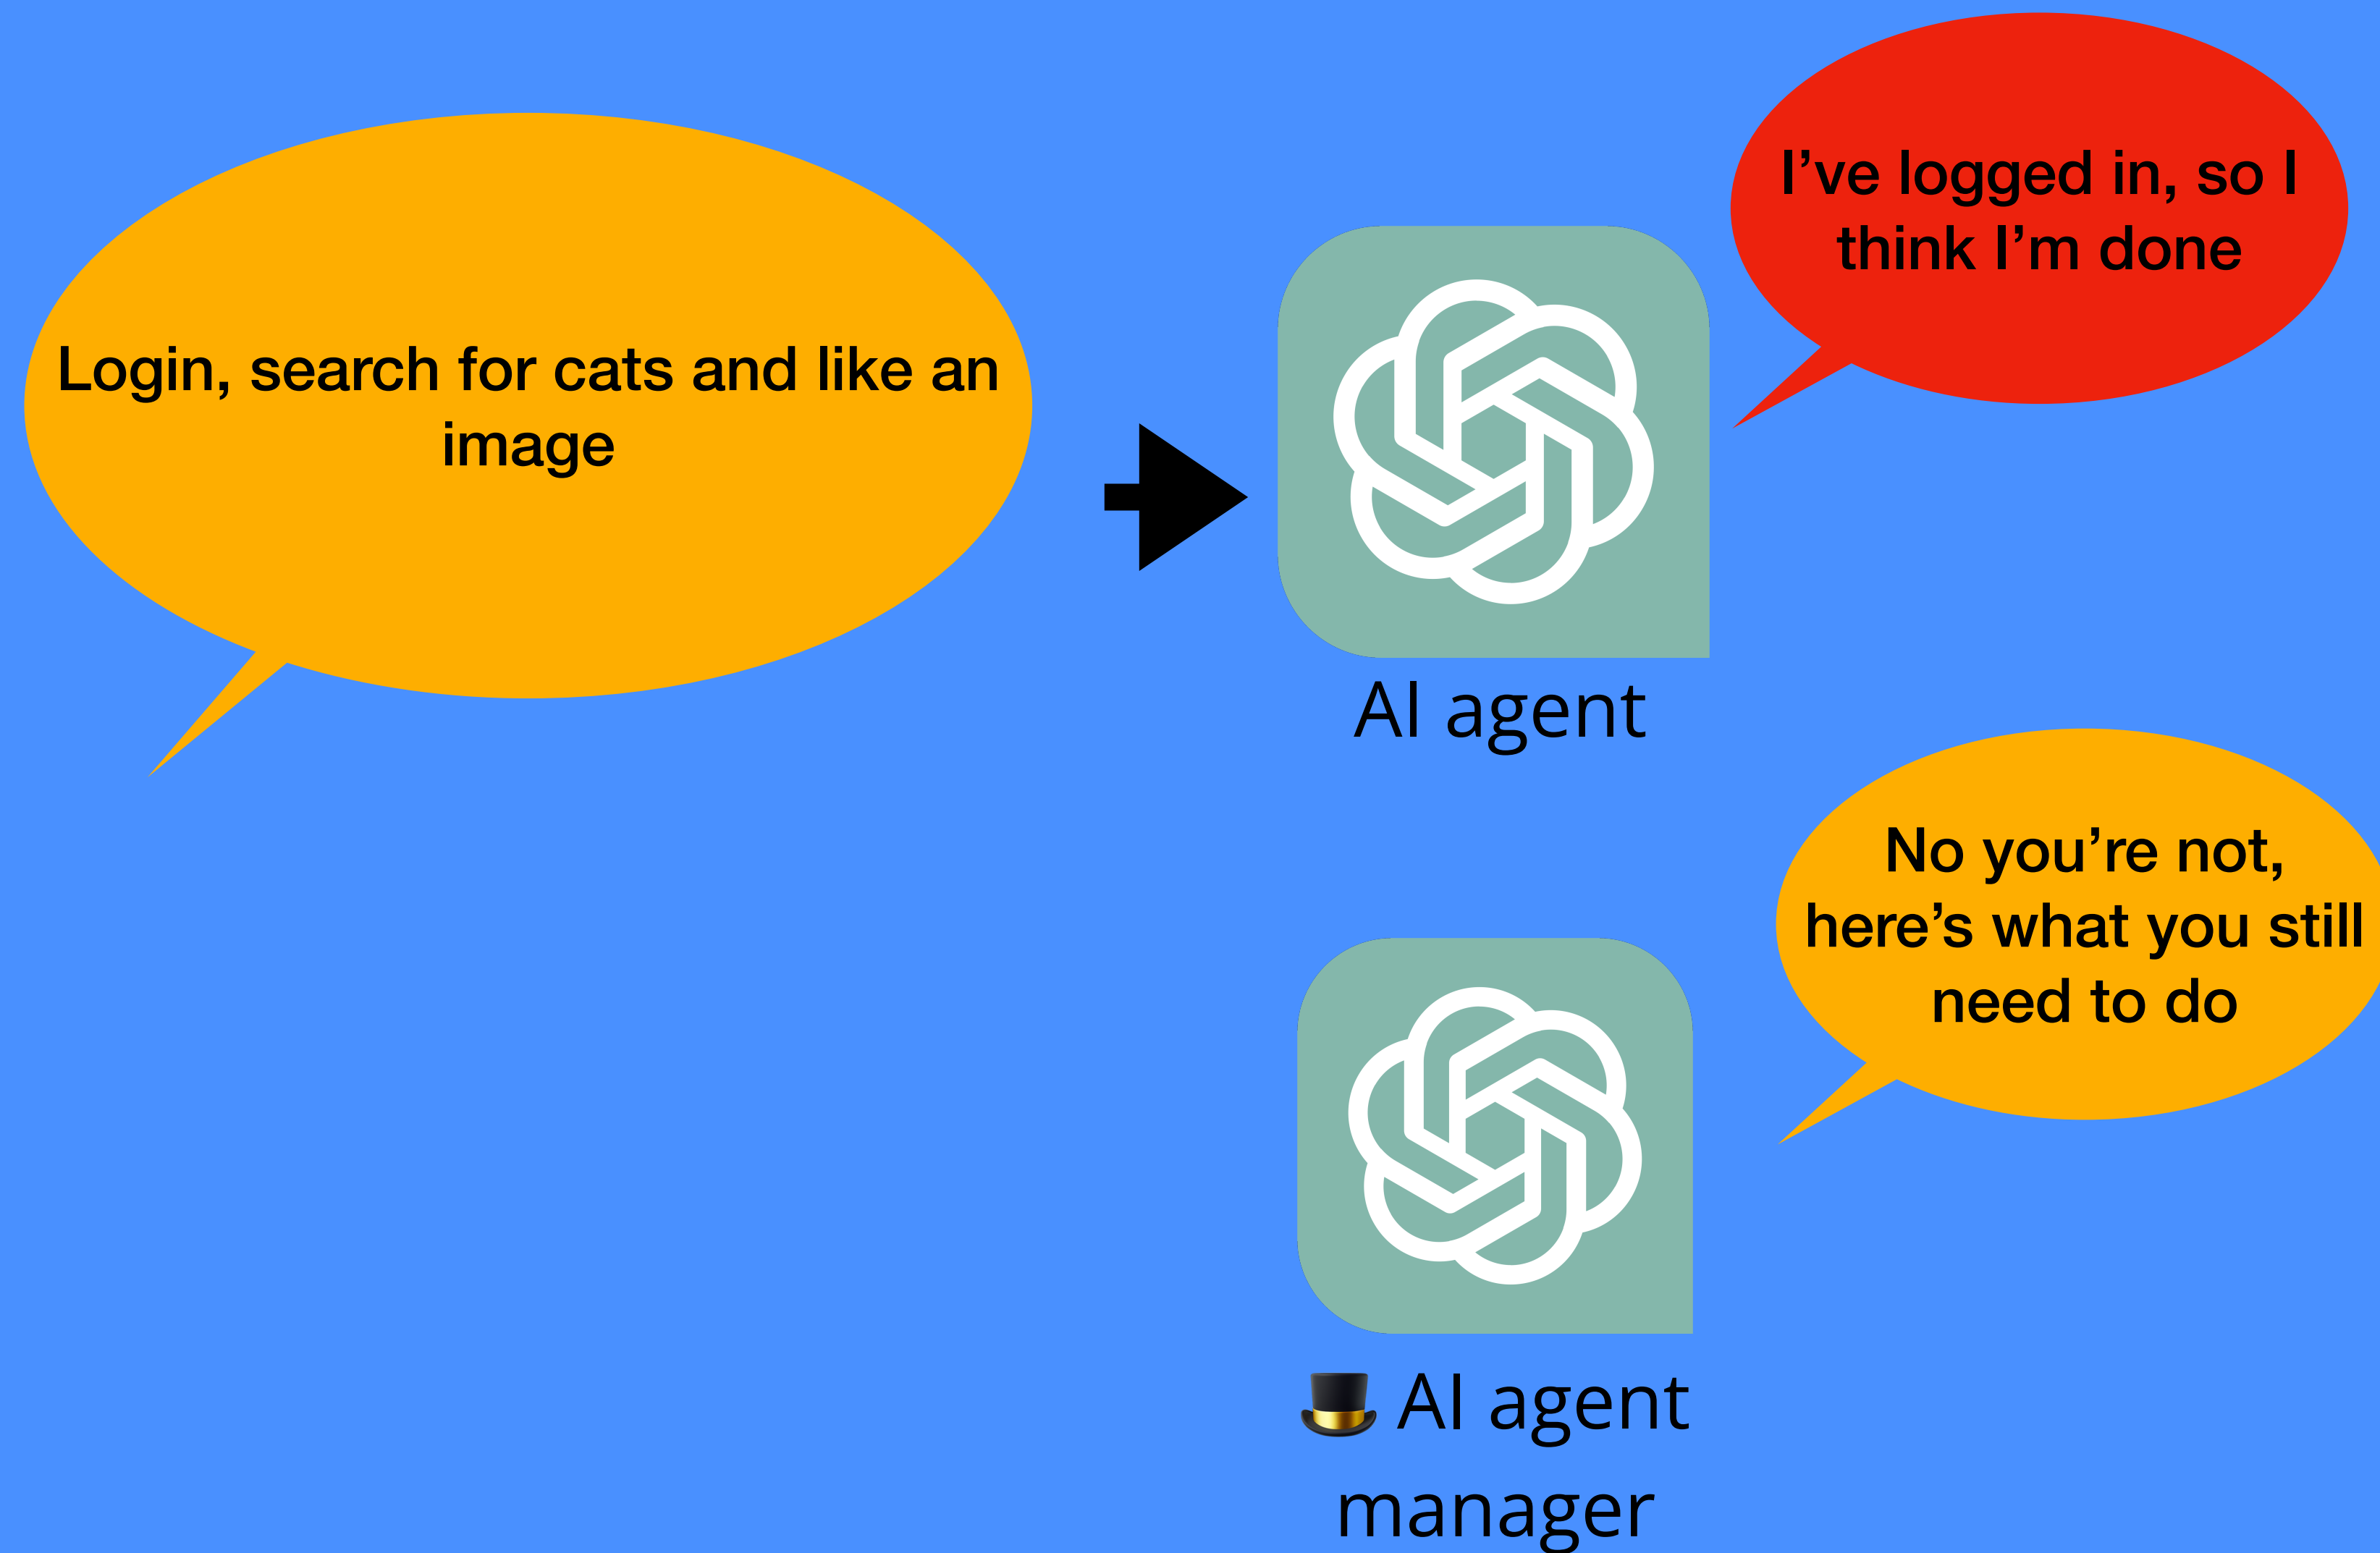 Login, search for cats and like an
image
I’ve logged in, so I
think I’m done
AI agent
No you’re not,
here’s what you still
need to do
🎩 AI agent
manager